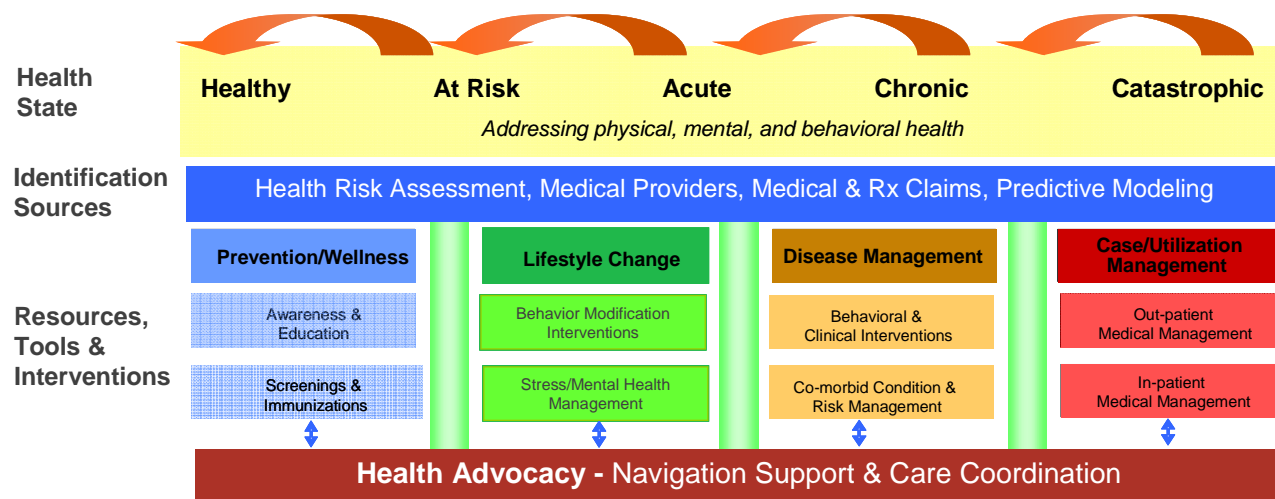 Health
State
Healthy
At Risk
Acute
Chronic
Catastrophic
Addressing physical, mental, and behavioral health
Identification
Sources
Health Risk Assessment, Medical Providers, Medical & Rx Claims, Predictive Modeling
Resources,
Tools &
Interventions
Prevention/Wellness
Awareness &
Education
Screenings &
Immunizations
Lifestyle Change
Behavior Modification
Interventions
Stress/Mental Health
Management
Disease Management
Behavioral &
Clinical Interventions
Co-morbid Condition &
Risk Management
Case/Utilization
Management
Out-patient
Medical Management
In-patient
Medical Management
Health Advocacy - Navigation Support & Care Coordination